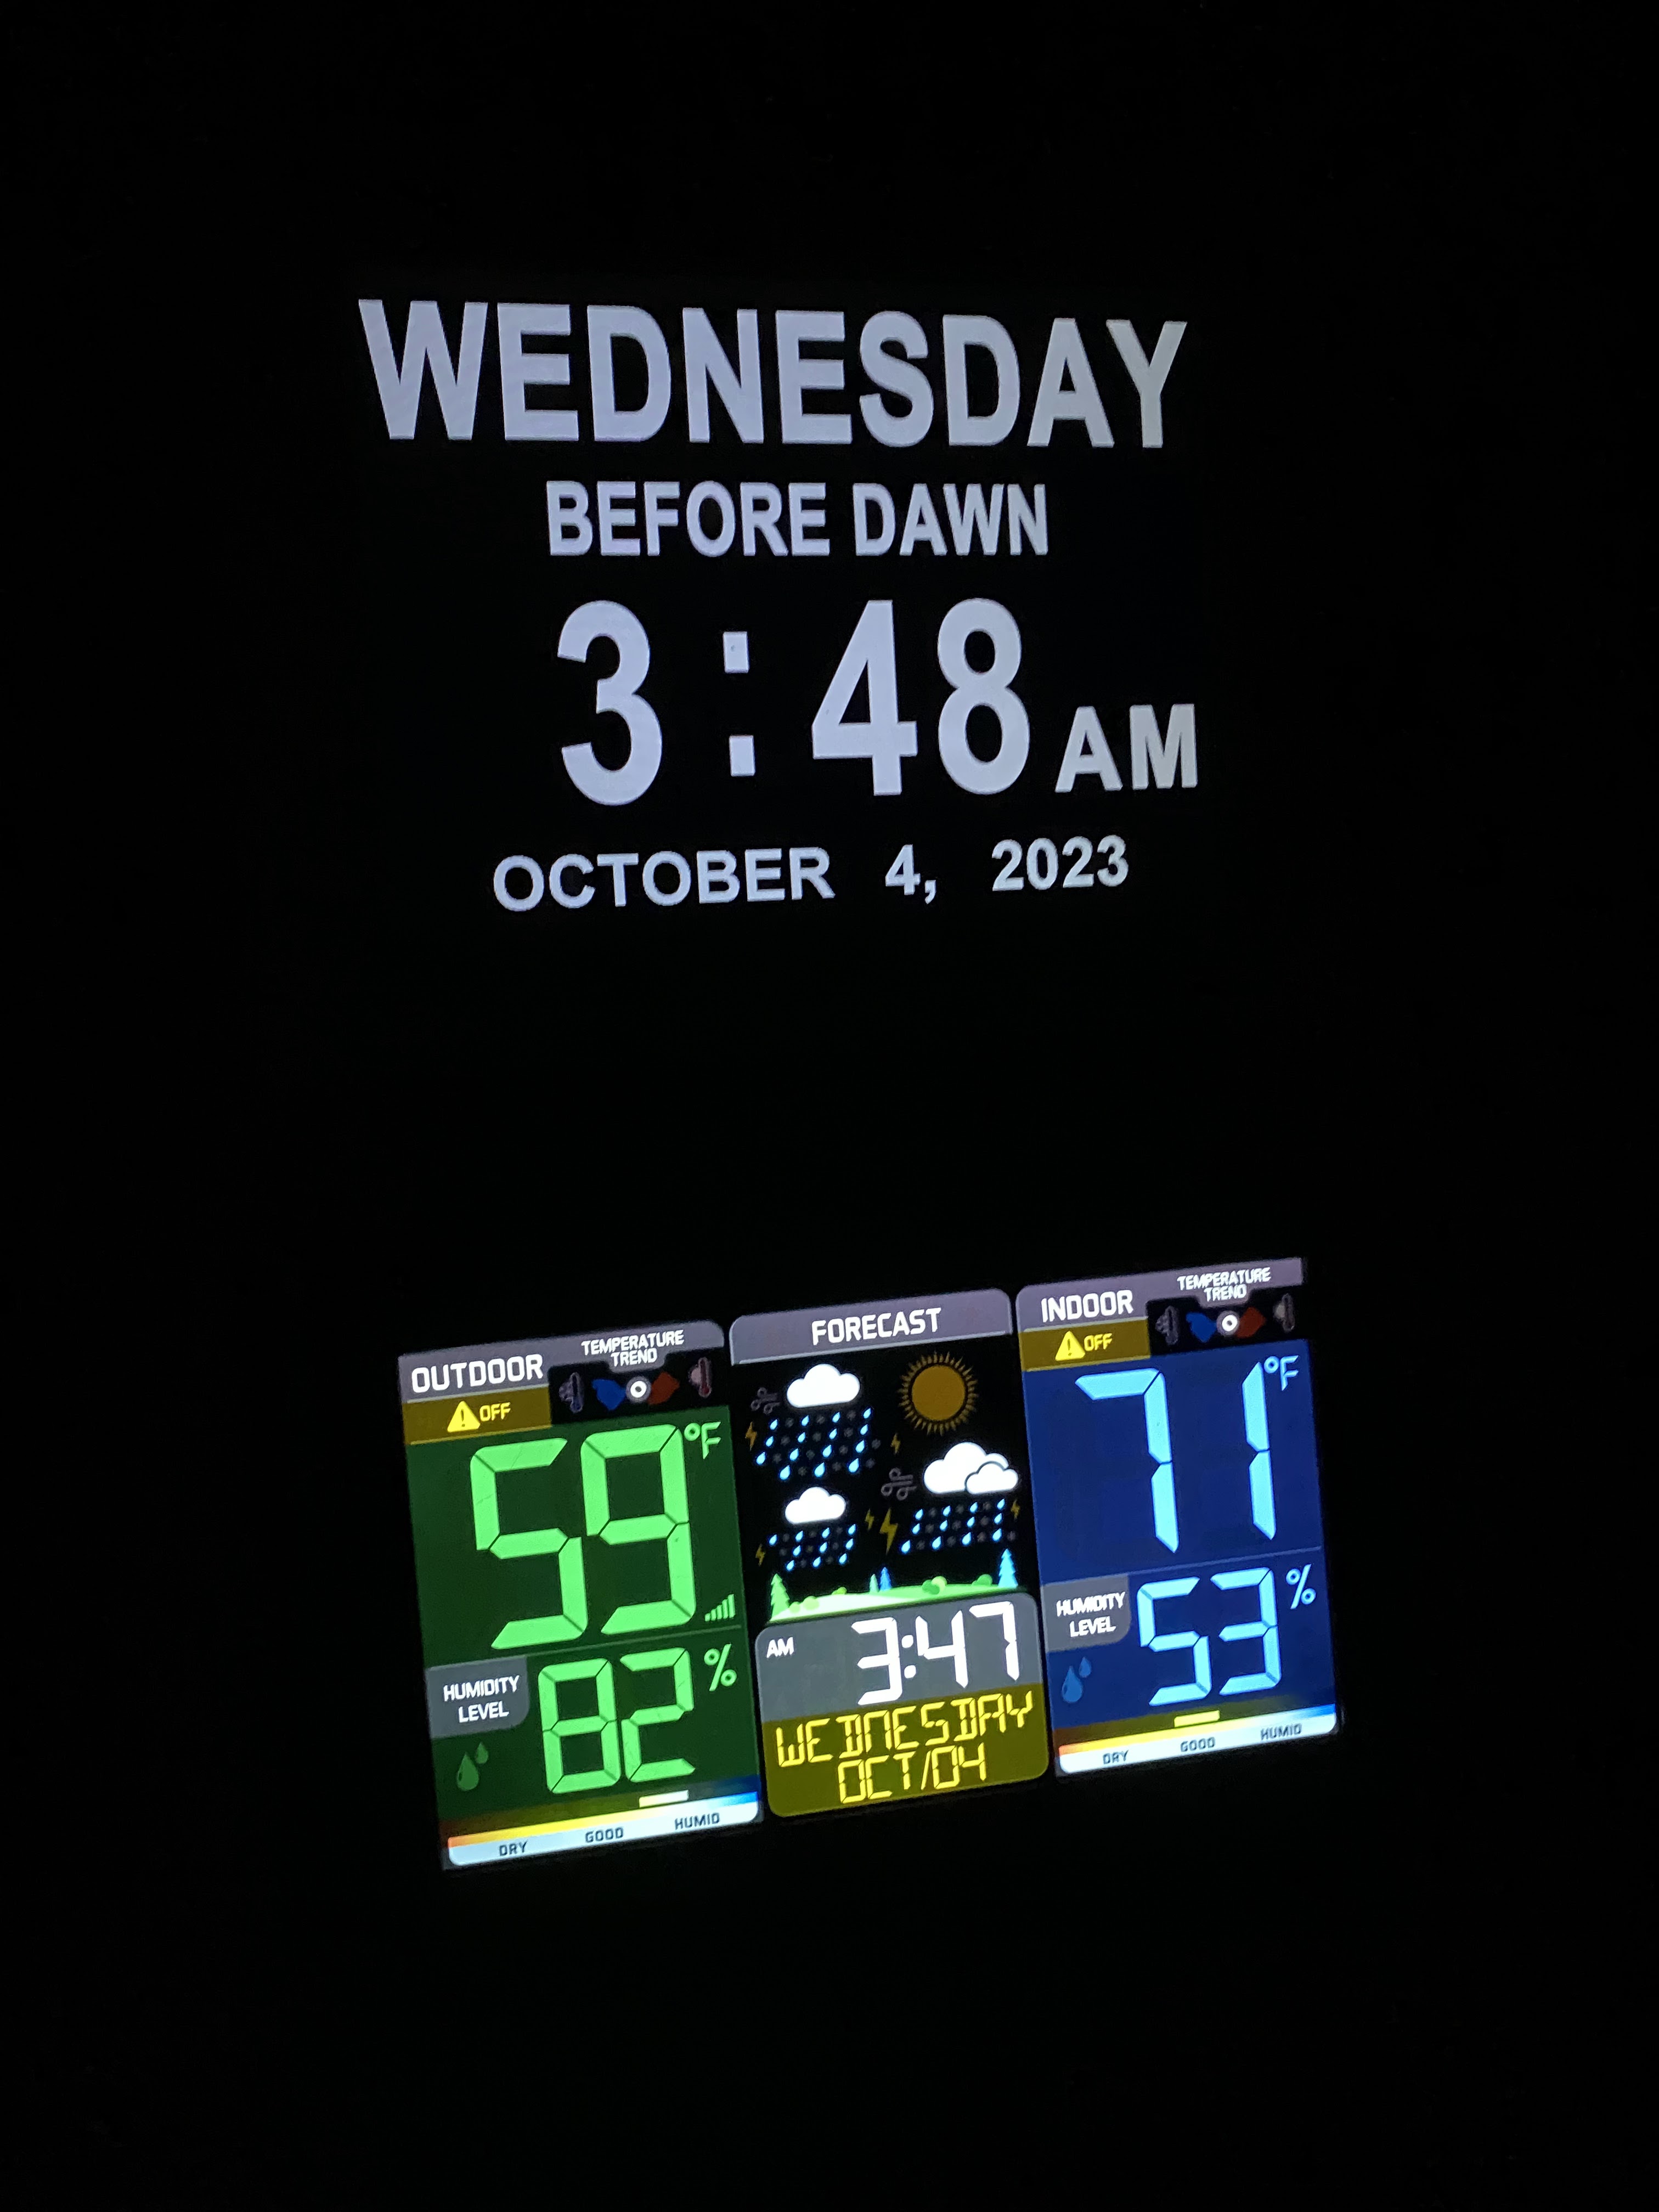 WEDNESDAY
BEFORE DAWN
3:48 AM
OCTOBER 4, 2023
OUTDOOR
TEMPERATURE
TREND
OFF
59 °F
HUMIDITY
LEVEL
82 %
DRY GOOD HUMID
FORECAST
AM 3:47
WEDNESDAY
OCT/04
INDOOR
TEMPERATURE
TREND
OFF
71 °F
HUMIDITY
LEVEL
53 %
DRY GOOD HUMID